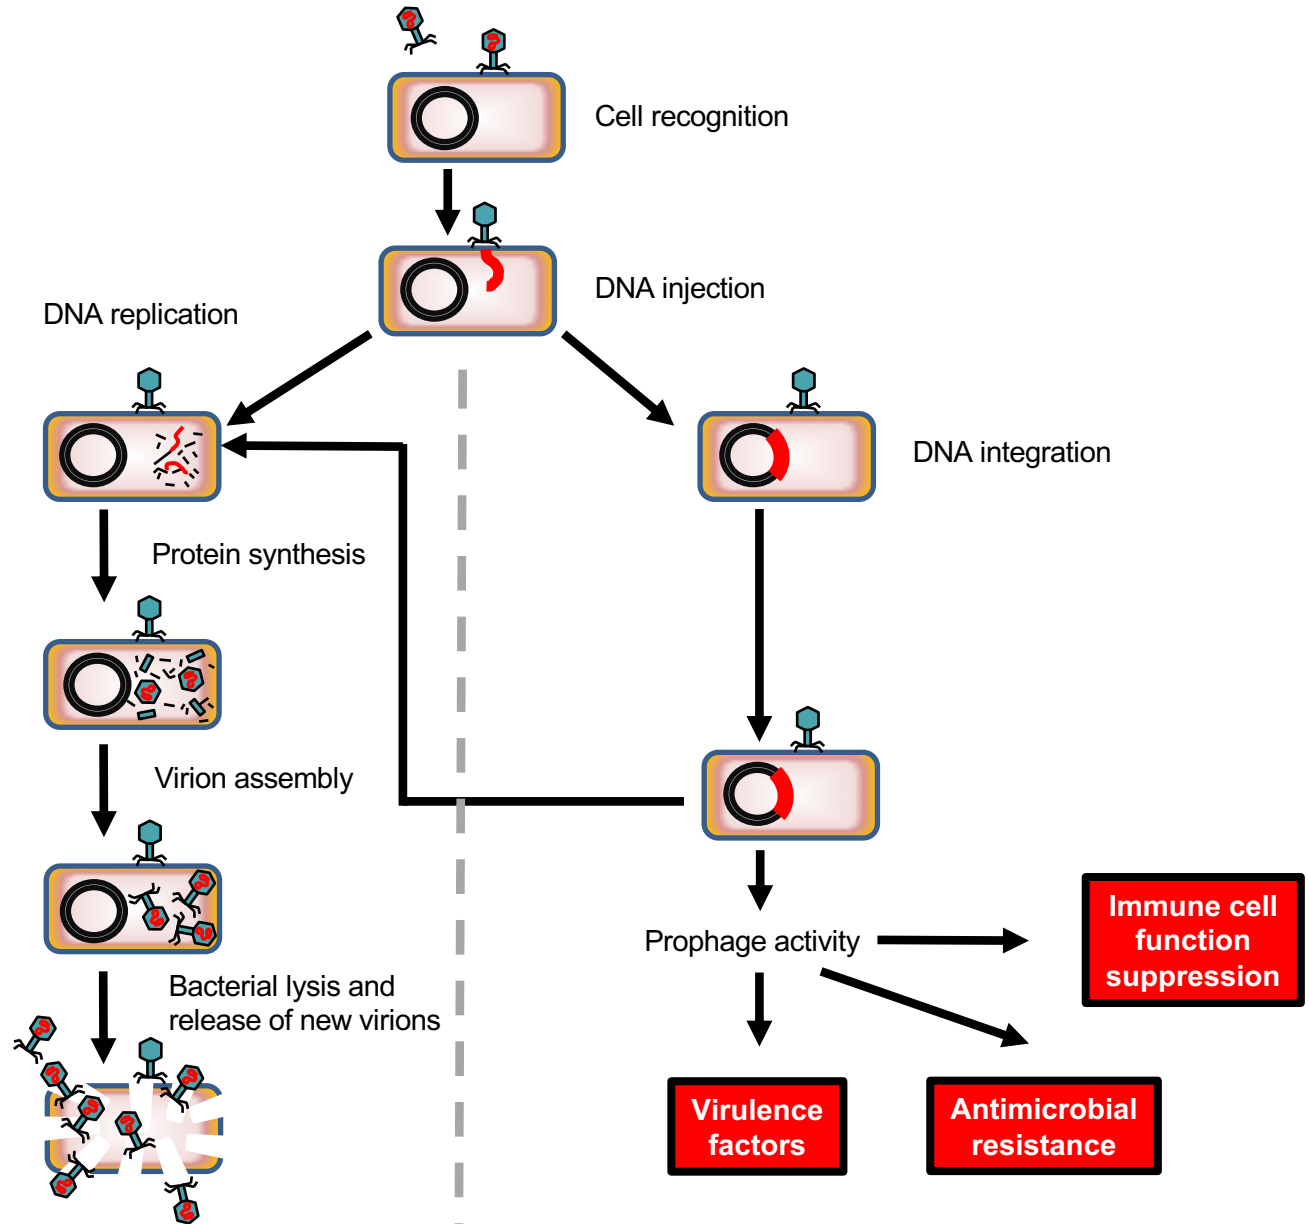 Cell recognition
DNA injection
DNA replication
DNA integration
Protein synthesis
Virion assembly
Bacterial lysis and
release of new virions
Prophage activity
Immune cell
function
suppression
Virulence
factors
Antimicrobial
resistance